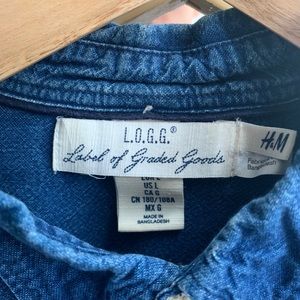 L.O.G.G.®
Label of Graded Goods
H&M
US L
CA G
CN 180/108A
MX G
MADE IN
BANGLADESH